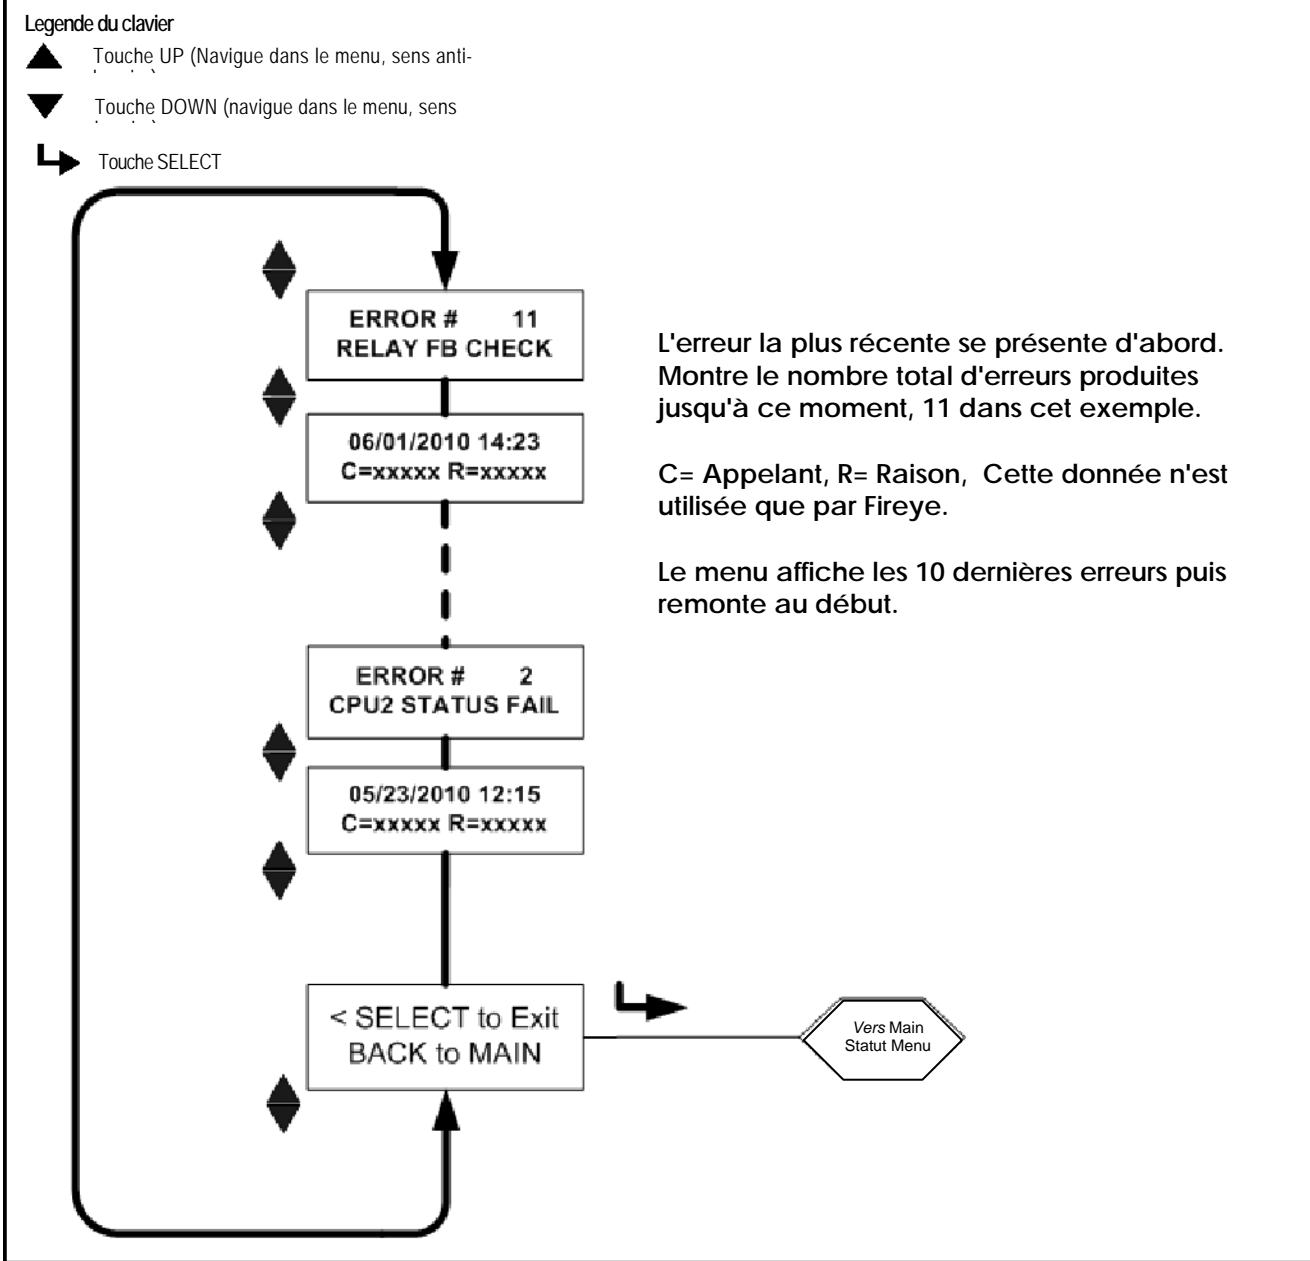 Legende du clavier
Touche UP (Navigue dans le menu, sens anti-
Touche DOWN (navigue dans le menu, sens
Touche SELECT
ERROR # 11
RELAY FB CHECK
06/01/2010 14:23
C=xxxxx R=xxxxx
L'erreur la plus récente se présente d'abord.
Montre le nombre total d'erreurs produites
jusqu'à ce moment, 11 dans cet exemple.
C= Appelant, R= Raison, Cette donnée n'est
utilisée que par Fireye.
Le menu affiche les 10 dernières erreurs puis
remonte au début.
ERROR # 2
CPU2 STATUS FAIL
05/23/2010 12:15
C=xxxxx R=xxxxx
< SELECT to Exit
BACK to MAIN
Vers Main
Statut Menu